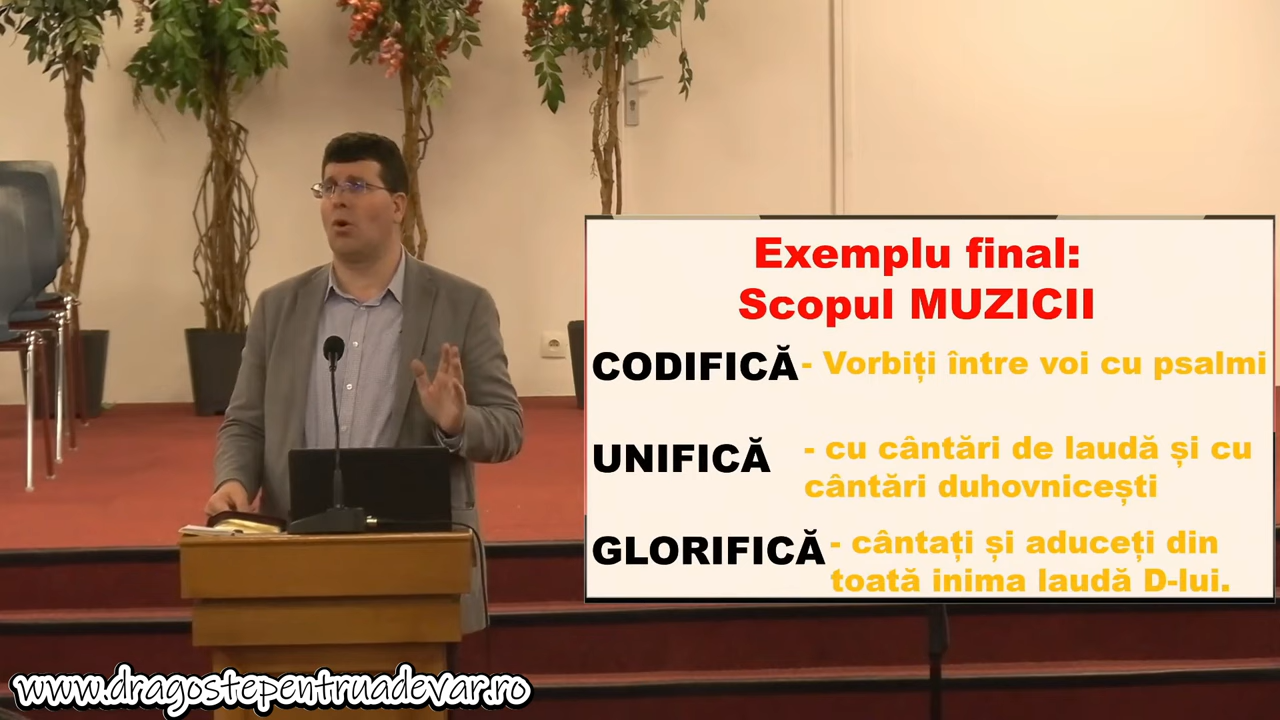 Exemplu final:
Scopul MUZICII
CODIFICĂ - Vorbiți între voi cu psalmi
UNIFICĂ - cu cântări de laudă și cu
cântări duhovnicești
GLORIFICĂ - cântați și aduceți din
toată inima laudă D-lui.
www.dragostepentruadevar.ro